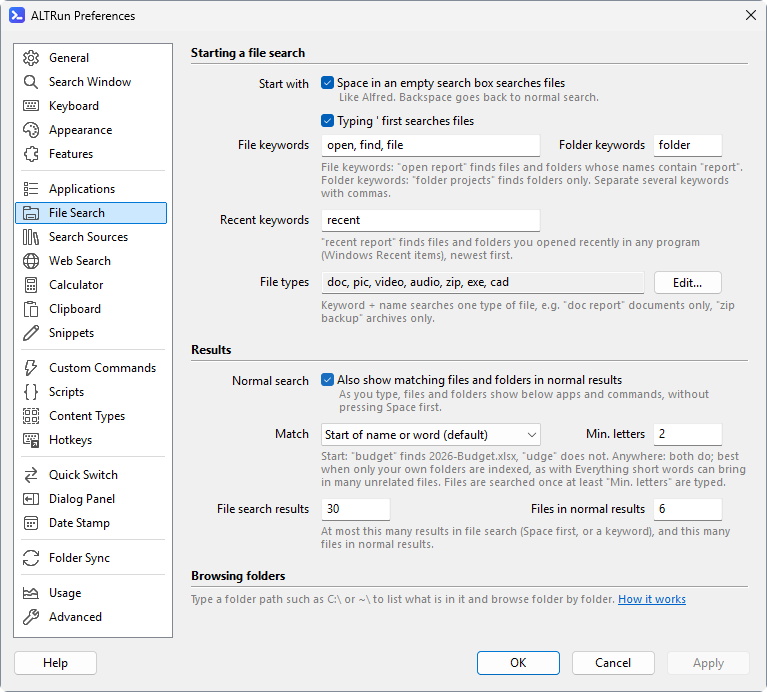 ALTRun Preferences
General
Search Window
Keyboard
Appearance
Features
Applications
File Search
Search Sources
Web Search
Calculator
Clipboard
Snippets
Custom Commands
Scripts
Content Types
Hotkeys
Quick Switch
Dialog Panel
Date Stamp
Folder Sync
Usage
Advanced
Starting a file search
Start with
Space in an empty search box searches files
Like Alfred. Backspace goes back to normal search.
Typing ' first searches files
File keywords open, find, file Folder keywords folder
File keywords: "open report" finds files and folders whose names contain "report".
Folder keywords: "folder projects" finds folders only. Separate several keywords
with commas.
Recent keywords recent
"recent report" finds files and folders you opened recently in any program
(Windows Recent items), newest first.
File types doc, pic, video, audio, zip, exe, cad Edit...
Keyword + name searches one type of file, e.g. "doc report" documents only, "zip
backup" archives only.
Results
Normal search Also show matching files and folders in normal results
As you type, files and folders show below apps and commands, without
pressing Space first.
Match Start of name or word (default) Min. letters 2
Start: "budget" finds 2026-Budget.xlsx, "udge" does not. Anywhere: both do; best
when only your own folders are indexed, as with Everything short words can bring
in many unrelated files. Files are searched once at least "Min. letters" are typed.
File search results 30 Files in normal results 6
At most this many results in file search (Space first, or a keyword), and this many
files in normal results.
Browsing folders
Type a folder path such as C:\ or ~\ to list what is in it and browse folder by folder. How it works
Help OK Cancel Apply